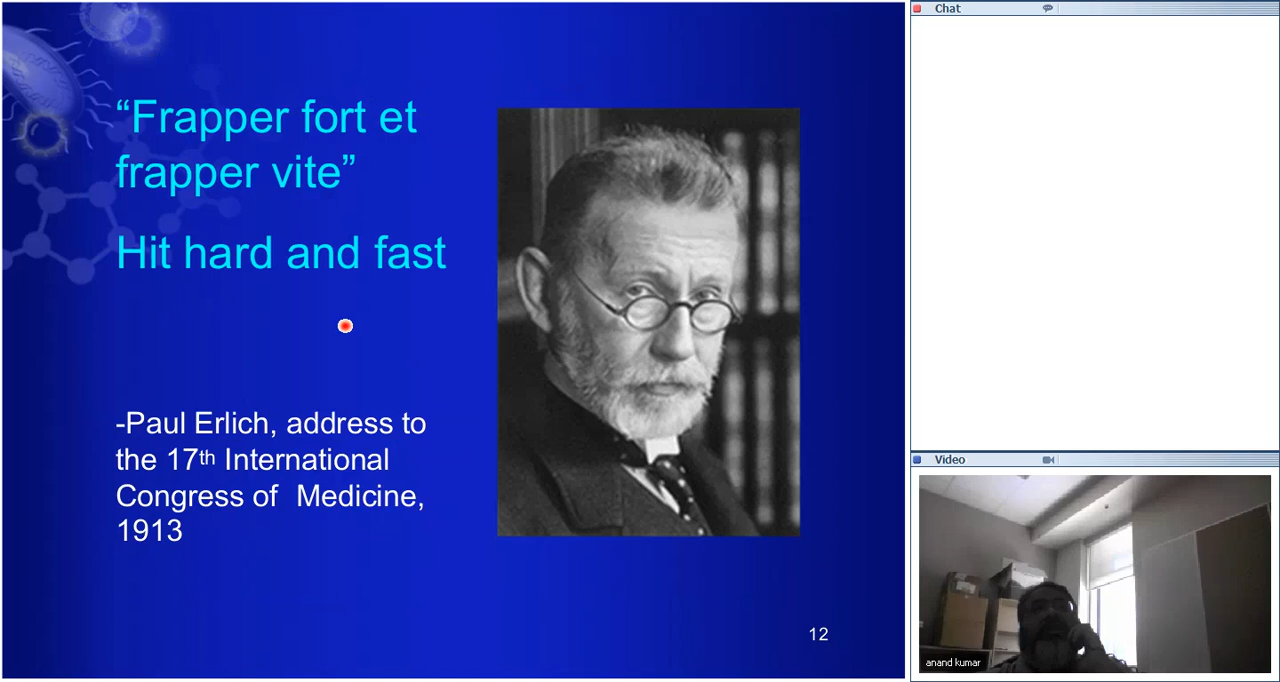 “Frapper fort et
frapper vite”
Hit hard and fast
-Paul Erlich, address to
the 17th International
Congress of Medicine,
1913
12
Chat
Video
anand kumar